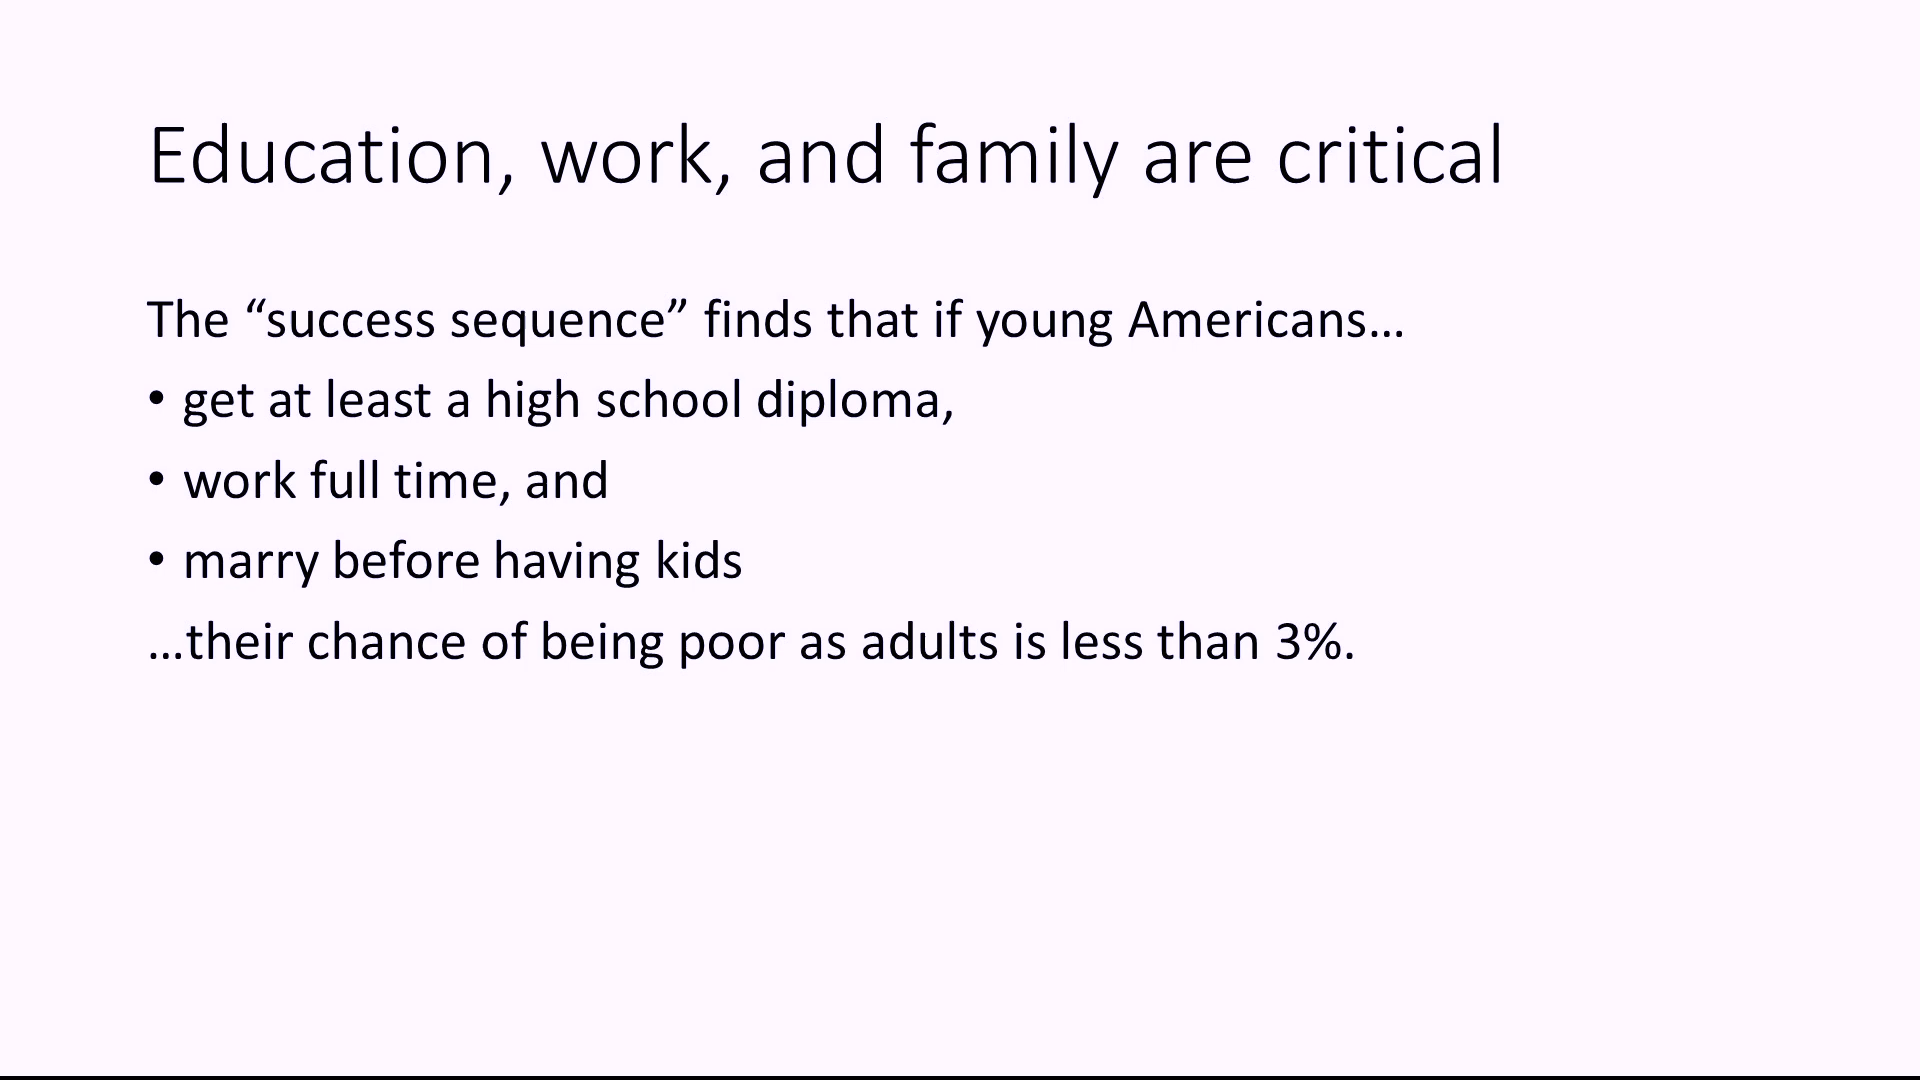 Education, work, and family are critical
The “success sequence” finds that if young Americans…
• get at least a high school diploma,
• work full time, and
• marry before having kids
…their chance of being poor as adults is less than 3%.